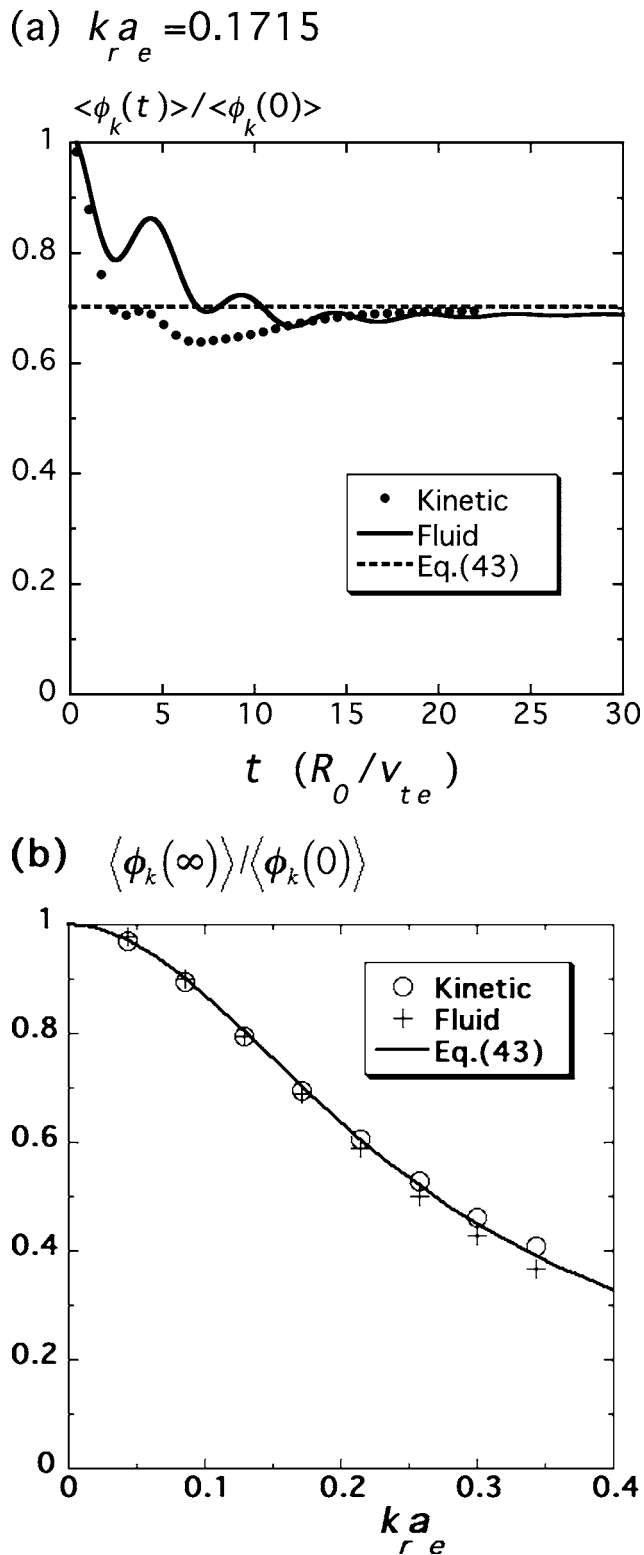 (a) k_r a_e =0.1715
<ϕ_k(t)>/<ϕ_k(0)>
1
0.8
0.6
0.4
0.2
0
Kinetic
Fluid
Eq.(43)
0 5 10 15 20 25 30
t (R_0/v_te)
(b) ⟨ϕ_k(∞)⟩/⟨ϕ_k(0)⟩
1
0.8
0.6
0.4
0.2
0
Kinetic
Fluid
Eq.(43)
0 0.1 0.2 0.3 0.4
k_r a_e